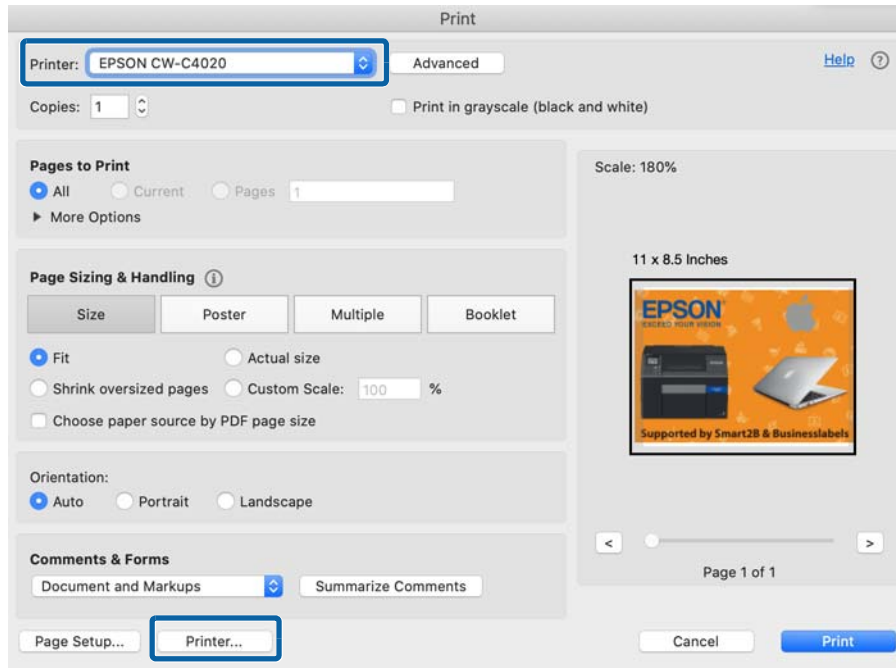 Print
Printer: EPSON CW-C4020 Advanced Help ?
Copies: 1 Print in grayscale (black and white)
Pages to Print
All Current Pages 1
More Options
Scale: 180%
11 x 8.5 Inches
EPSON
EXCEED YOUR VISION
Supported by Smart2B & Businesslabels
Page Sizing & Handling i
Size Poster Multiple Booklet
Fit Actual size
Shrink oversized pages Custom Scale: 100 %
Choose paper source by PDF page size
Orientation:
Auto Portrait Landscape
< >
Page 1 of 1
Comments & Forms
Document and Markups Summarize Comments
Page Setup... Printer... Cancel Print